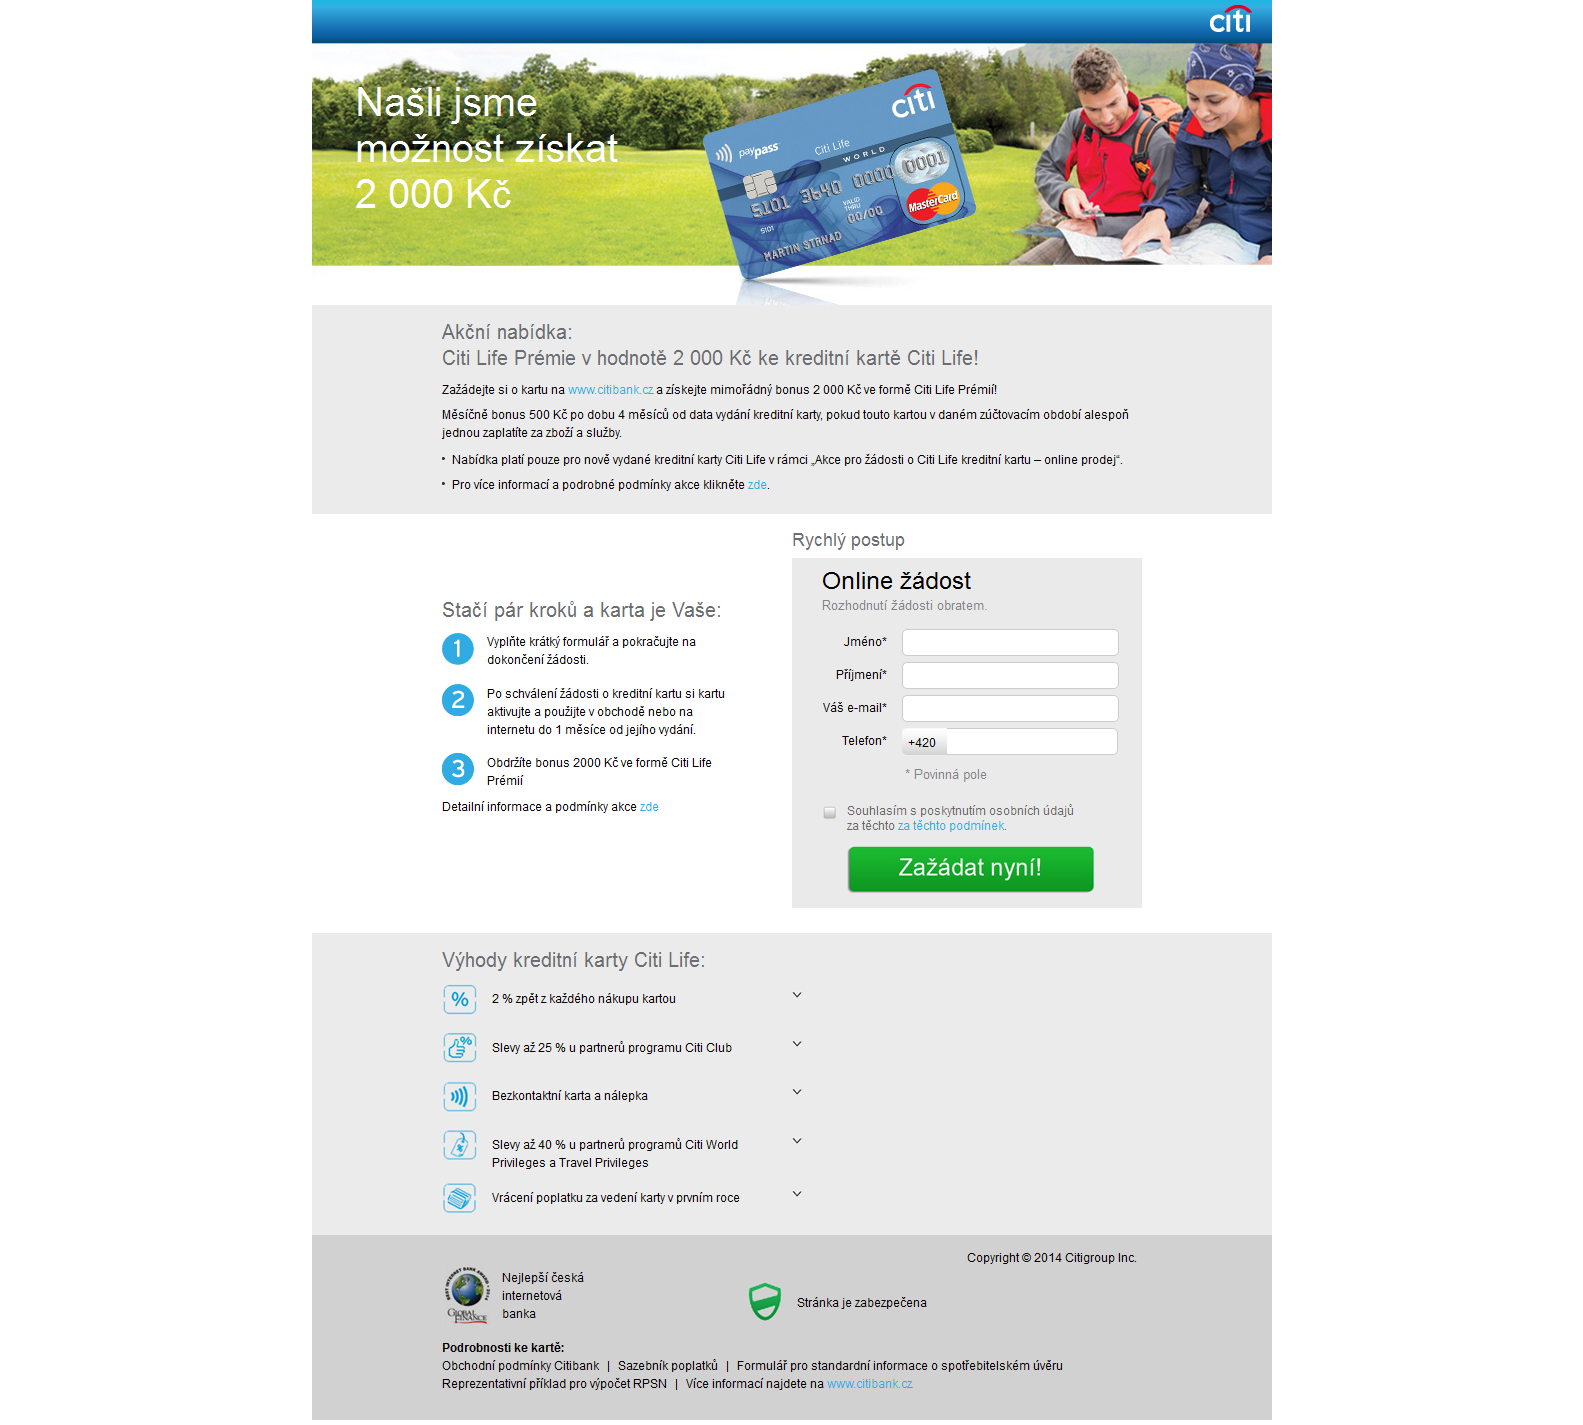 citi
Našli jsme
možnost získat
2 000 Kč
citi
paypass
Citi Life
WORLD
5101 3640 0000 0001
VALID
THRU
00/00
5101
MARTIN STRNAD
MasterCard
Akční nabídka:
Citi Life Prémie v hodnotě 2 000 Kč ke kreditní kartě Citi Life!
Zažádejte si o kartu na www.citibank.cz a získejte mimořádný bonus 2 000 Kč ve formě Citi Life Prémií!
Měsíčně bonus 500 Kč po dobu 4 měsíců od data vydání kreditní karty, pokud touto kartou v daném zúčtovacím období alespoň
jednou zaplatíte za zboží a služby.
• Nabídka platí pouze pro nově vydané kreditní karty Citi Life v rámci „Akce pro žádosti o Citi Life kreditní kartu – online prodej“.
• Pro více informací a podrobné podmínky akce klikněte zde.
Stačí pár kroků a karta je Vaše:
1 Vyplňte krátký formulář a pokračujte na
dokončení žádosti.
2 Po schválení žádosti o kreditní kartu si kartu
aktivujte a použijte v obchodě nebo na
internetu do 1 měsíce od jejího vydání.
3 Obdržíte bonus 2000 Kč ve formě Citi Life
Prémií
Detailní informace a podmínky akce zde
Rychlý postup
Online žádost
Rozhodnutí žádosti obratem.
Jméno*
Příjmení*
Váš e-mail*
Telefon* +420
* Povinná pole
Souhlasím s poskytnutím osobních údajů
za těchto za těchto podmínek.
Zažádat nyní!
Výhody kreditní karty Citi Life:
% 2 % zpět z každého nákupu kartou
% Slevy až 25 % u partnerů programu Citi Club
Bezkontaktní karta a nálepka
Slevy až 40 % u partnerů programů Citi World
Privileges a Travel Privileges
Vrácení poplatku za vedení karty v prvním roce
Copyright © 2014 Citigroup Inc.
GLOBAL
FINANCE
Nejlepší česká
internetová
banka
Stránka je zabezpečena
Podrobnosti ke kartě:
Obchodní podmínky Citibank | Sazebník poplatků | Formulář pro standardní informace o spotřebitelském úvěru
Reprezentativní příklad pro výpočet RPSN | Více informací najdete na www.citibank.cz